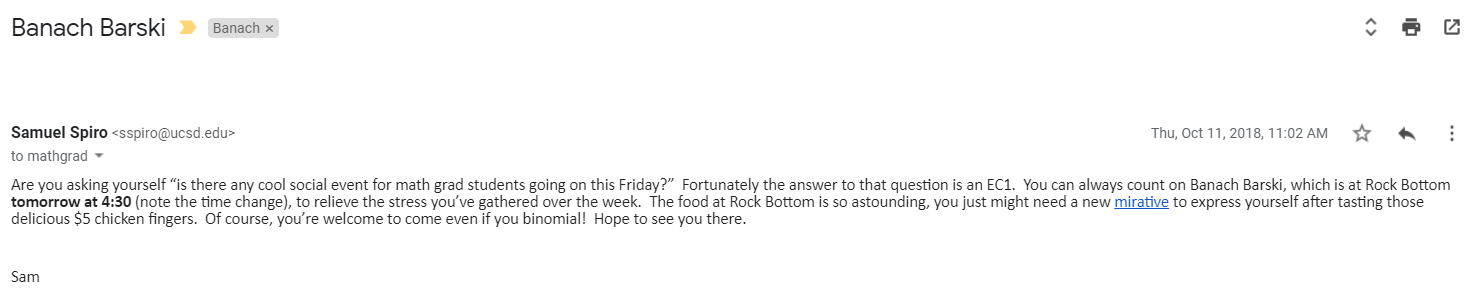 Banach Barski Banach ×
Samuel Spiro <sspiro@ucsd.edu> Thu, Oct 11, 2018, 11:02 AM
to mathgrad
Are you asking yourself “is there any cool social event for math grad students going on this Friday?”  Fortunately the answer to that question is an EC1.  You can always count on Banach Barski, which is at Rock Bottom
tomorrow at 4:30 (note the time change), to relieve the stress you’ve gathered over the week.  The food at Rock Bottom is so astounding, you just might need a new mirative to express yourself after tasting those
delicious $5 chicken fingers.  Of course, you’re welcome to come even if you binomial!  Hope to see you there.
Sam